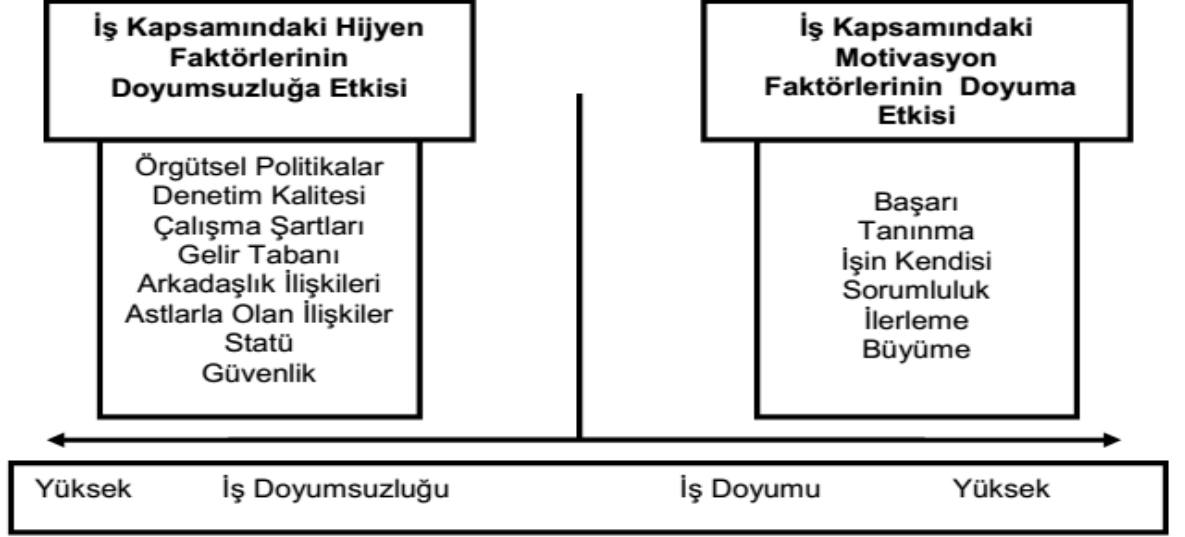 İş Kapsamındaki Hijyen
Faktörlerinin
Doyumsuzluğa Etkisi
Örgütsel Politikalar
Denetim Kalitesi
Çalışma Şartları
Gelir Tabanı
Arkadaşlık İlişkileri
Astlarla Olan İlişkiler
Statü
Güvenlik
İş Kapsamındaki
Motivasyon
Faktörlerinin Doyuma
Etkisi
Başarı
Tanınma
İşin Kendisi
Sorumluluk
İlerleme
Büyüme
Yüksek İş Doyumsuzluğu İş Doyumu Yüksek